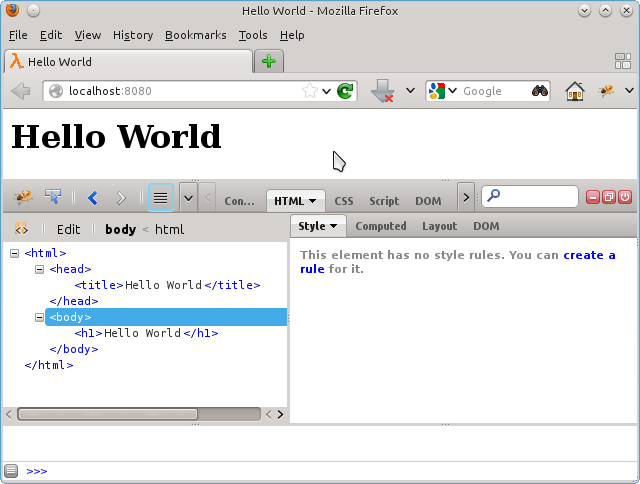 Hello World - Mozilla Firefox
File Edit View History Bookmarks Tools Help
Hello World
localhost:8080 Google
Hello World
Con... HTML CSS Script DOM
Edit body < html
Style Computed Layout DOM
<html>
<head>
<title>Hello World</title>
</head>
<body>
<h1>Hello World</h1>
</body>
</html>
This element has no style rules. You can create a
rule for it.
>>>